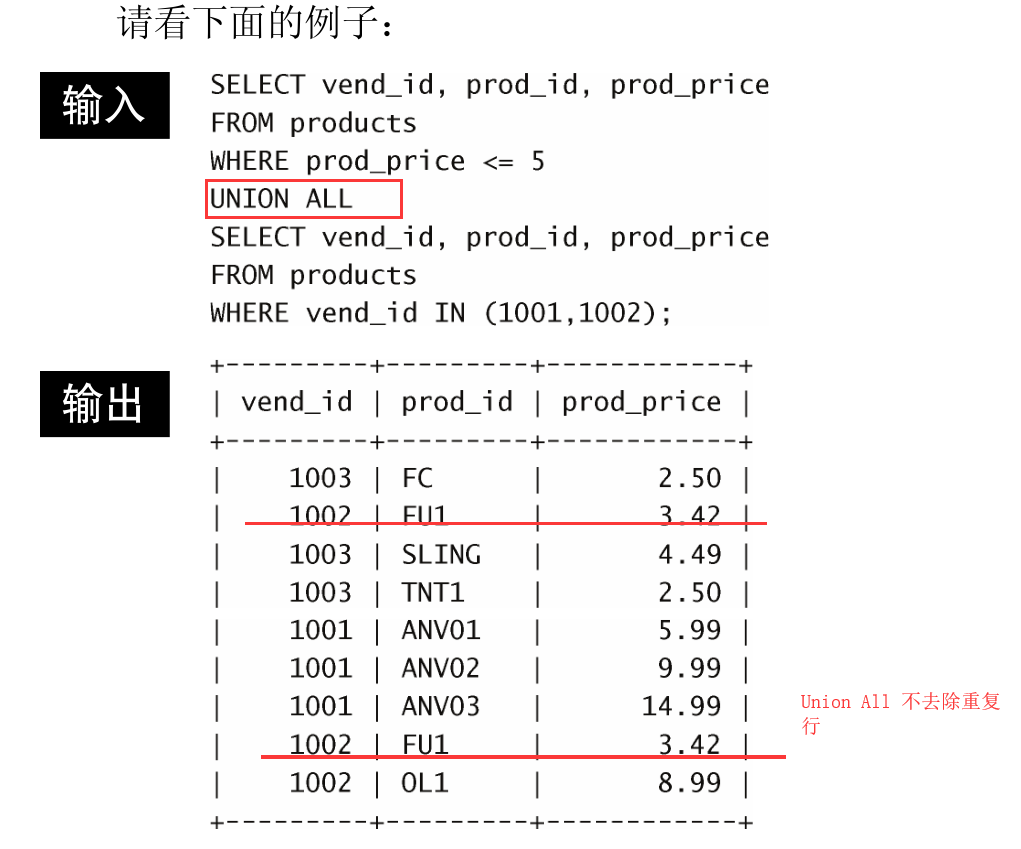 请看下面的例子：
输入
SELECT vend_id, prod_id, prod_price
FROM products
WHERE prod_price <= 5
UNION ALL
SELECT vend_id, prod_id, prod_price
FROM products
WHERE vend_id IN (1001,1002);
输出
+---------+---------+------------+
| vend_id | prod_id | prod_price |
+---------+---------+------------+
|    1003 | FC      |       2.50 |
|    1002 | FU1     |       3.42 |
|    1003 | SLING   |       4.49 |
|    1003 | TNT1    |       2.50 |
|    1001 | ANV01   |       5.99 |
|    1001 | ANV02   |       9.99 |
|    1001 | ANV03   |      14.99 |
|    1002 | FU1     |       3.42 |
|    1002 | OL1     |       8.99 |
+---------+---------+------------+
Union All 不去除重复
行